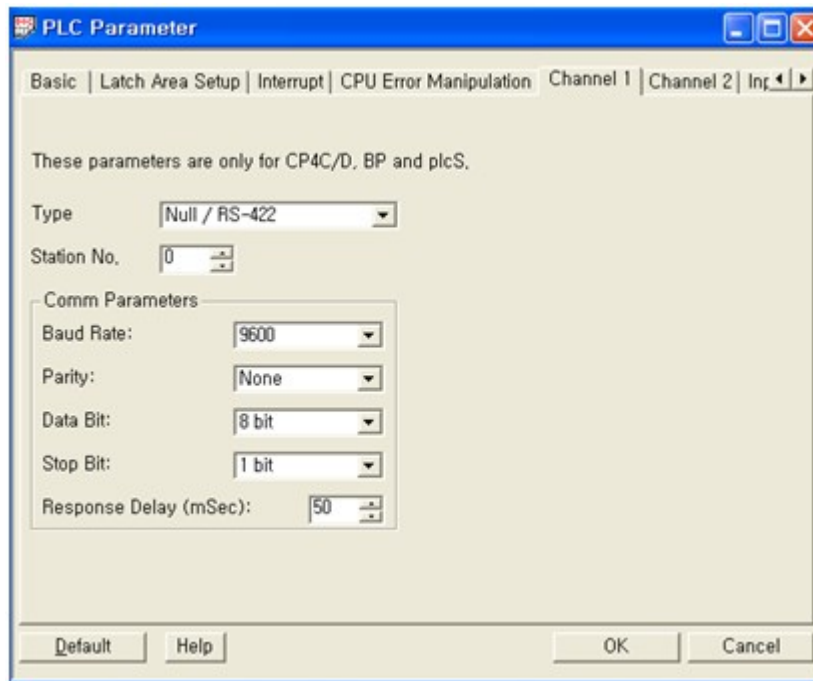 PLC Parameter
Basic | Latch Area Setup | Interrupt | CPU Error Manipulation | Channel 1 | Channel 2 |
These parameters are only for CP4C/D, BP and plcS,
Type Null / RS-422
Station No, 0
Comm Parameters
Baud Rate: 9600
Parity: None
Data Bit: 8 bit
Stop Bit: 1 bit
Response Delay (mSec): 50
Default Help OK Cancel